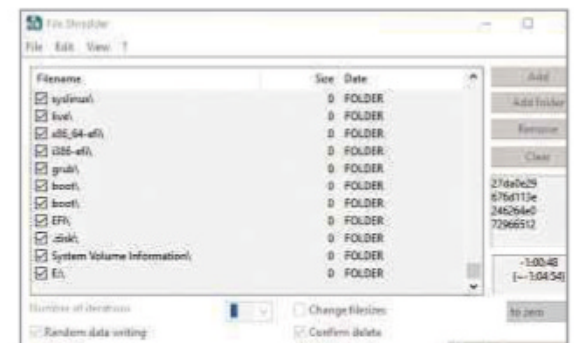 File Shredder
File Edit View ?
Filename Size Date
syslinux\ 0 FOLDER
live\ 0 FOLDER
x86_64-efi\ 0 FOLDER
i386-efi\ 0 FOLDER
grub\ 0 FOLDER
boot\ 0 FOLDER
boot\ 0 FOLDER
EFI\ 0 FOLDER
.disk\ 0 FOLDER
System Volume Information\ 0 FOLDER
E:\ 0 FOLDER
Add
Add folder
Remove
Clear
27da0e29
676d113e
246264e0
72966512
-1:00:48
(--1:04:54)
Number of iterations
Change filesizes
to zero
Random data writing
Confirm delete